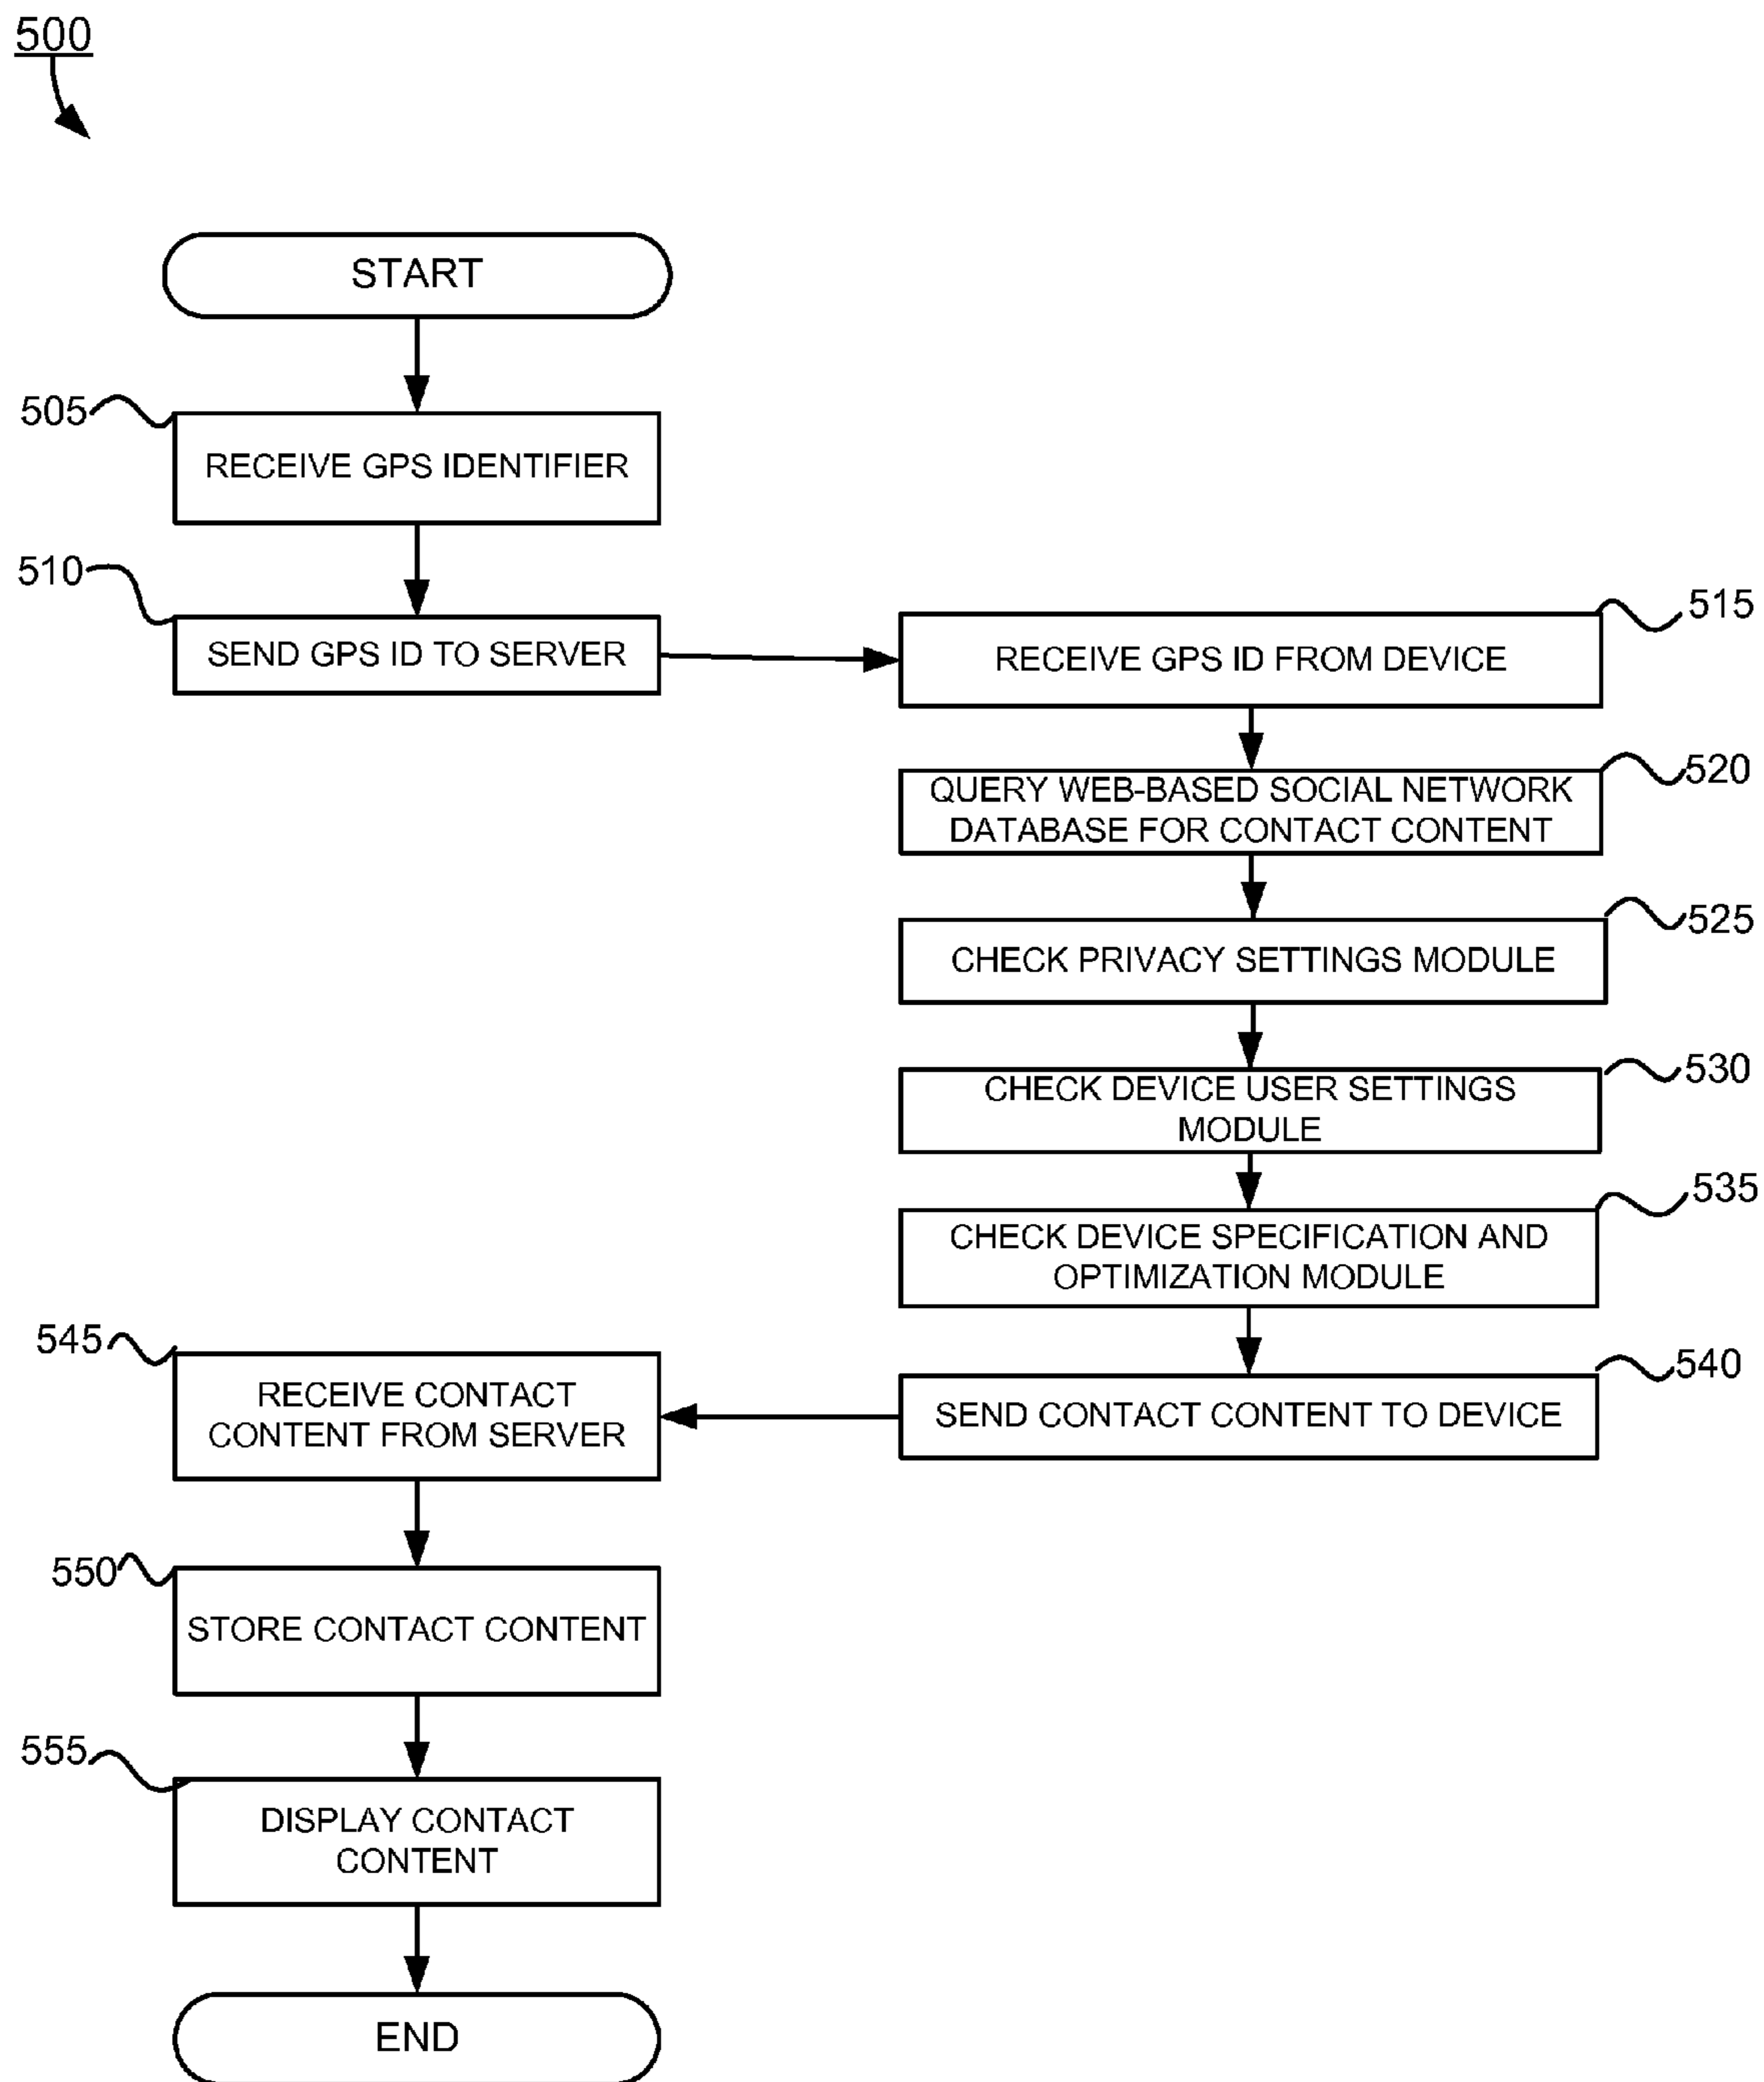 500
START
505
RECEIVE GPS IDENTIFIER
510
SEND GPS ID TO SERVER
515
RECEIVE GPS ID FROM DEVICE
520
QUERY WEB-BASED SOCIAL NETWORK
DATABASE FOR CONTACT CONTENT
525
CHECK PRIVACY SETTINGS MODULE
530
CHECK DEVICE USER SETTINGS
MODULE
535
CHECK DEVICE SPECIFICATION AND
OPTIMIZATION MODULE
540
SEND CONTACT CONTENT TO DEVICE
545
RECEIVE CONTACT
CONTENT FROM SERVER
550
STORE CONTACT CONTENT
555
DISPLAY CONTACT
CONTENT
END